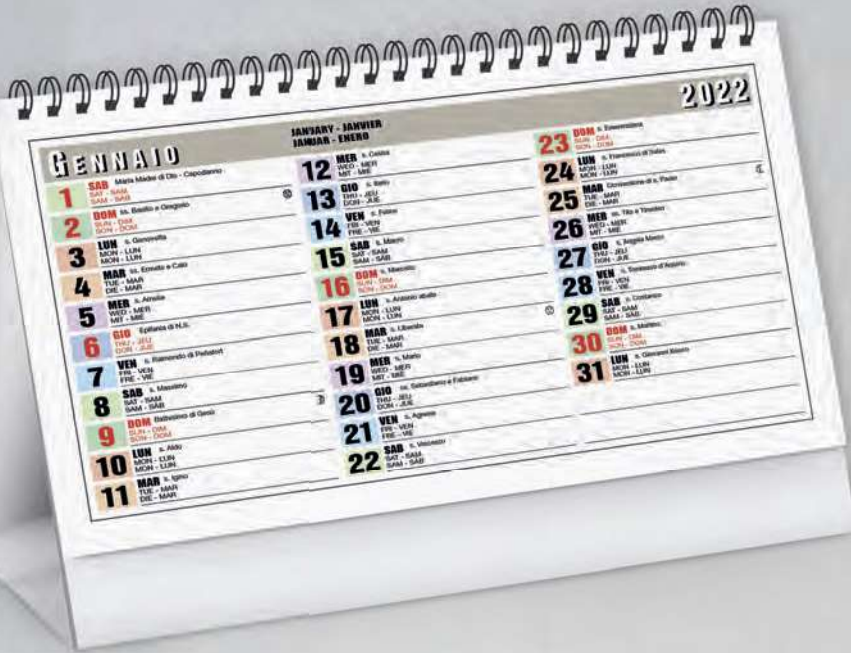 GENNAIO
JANUARY - JANVIER
JANUAR - ENERO
2022
1 SAB Maria Madre di Dio - Capodanno
SAT - SAM
SAM - SÁB
2 DOM ss. Basilio e Gregorio
SUN - DIM
SON - DOM
3 LUN s. Genoveffa
MON - LUN
MON - LUN
4 MAR ss. Ermete e Caio
TUE - MAR
DIE - MAR
5 MER s. Amelia
WED - MER
MIT - MIÉ
6 GIO Epifania di N.S.
THU - JEU
DON - JUE
7 VEN s. Raimondo di Peñafort
FRI - VEN
FRE - VIE
8 SAB s. Massimo
SAT - SAM
SAM - SÁB
9 DOM Battesimo di Gesù
SUN - DIM
SON - DOM
10 LUN s. Aldo
MON - LUN
MON - LUN
11 MAR s. Igino
TUE - MAR
DIE - MAR
12 MER s.
WED - MER
MIT - MIÉ
13 GIO s. Ilario
THU - JEU
DON - JUE
14 VEN s. Felice
FRI - VEN
FRE - VIE
15 SAB s. Mauro
SAT - SAM
SAM - SÁB
16 DOM s. Marcello
SUN - DIM
SON - DOM
17 LUN s. Antonio abate
MON - LUN
MON - LUN
18 MAR s. Liberata
TUE - MAR
DIE - MAR
19 MER s. Mario
WED - MER
MIT - MIÉ
20 GIO ss. Sebastiano e Fabiano
THU - JEU
DON - JUE
21 VEN s. Agnese
FRI - VEN
FRE - VIE
22 SAB s. Vincenzo
SAT - SAM
SAM - SÁB
23 DOM s. Emerenziana
SUN - DIM
SON - DOM
24 LUN s. Francesco di Sales
MON - LUN
MON - LUN
25 MAR Conversione di s. Paolo
TUE - MAR
DIE - MAR
26 MER ss. Tito e Timoteo
WED - MER
MIT - MIÉ
27 GIO s. Angela Merici
THU - JEU
DON - JUE
28 VEN s. Tommaso d'Aquino
FRI - VEN
FRE - VIE
29 SAB s. Costanzo
SAT - SAM
SAM - SÁB
30 DOM s. Martina
SUN - DIM
SON - DOM
31 LUN s. Giovanni Bosco
MON - LUN
MON - LUN